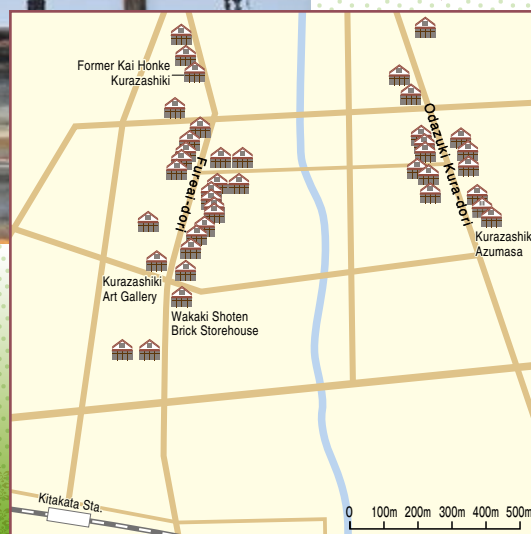 Former Kai Honke
Kurazashiki
Fureai-dori
Odazuki Kura-dori
Kurazashik
Azumasa
Kurazashiki
Art Gallery
Wakaki Shoten
Brick Storehouse
Kitakata Sta.
0 100m 200m 300m 400m 500m